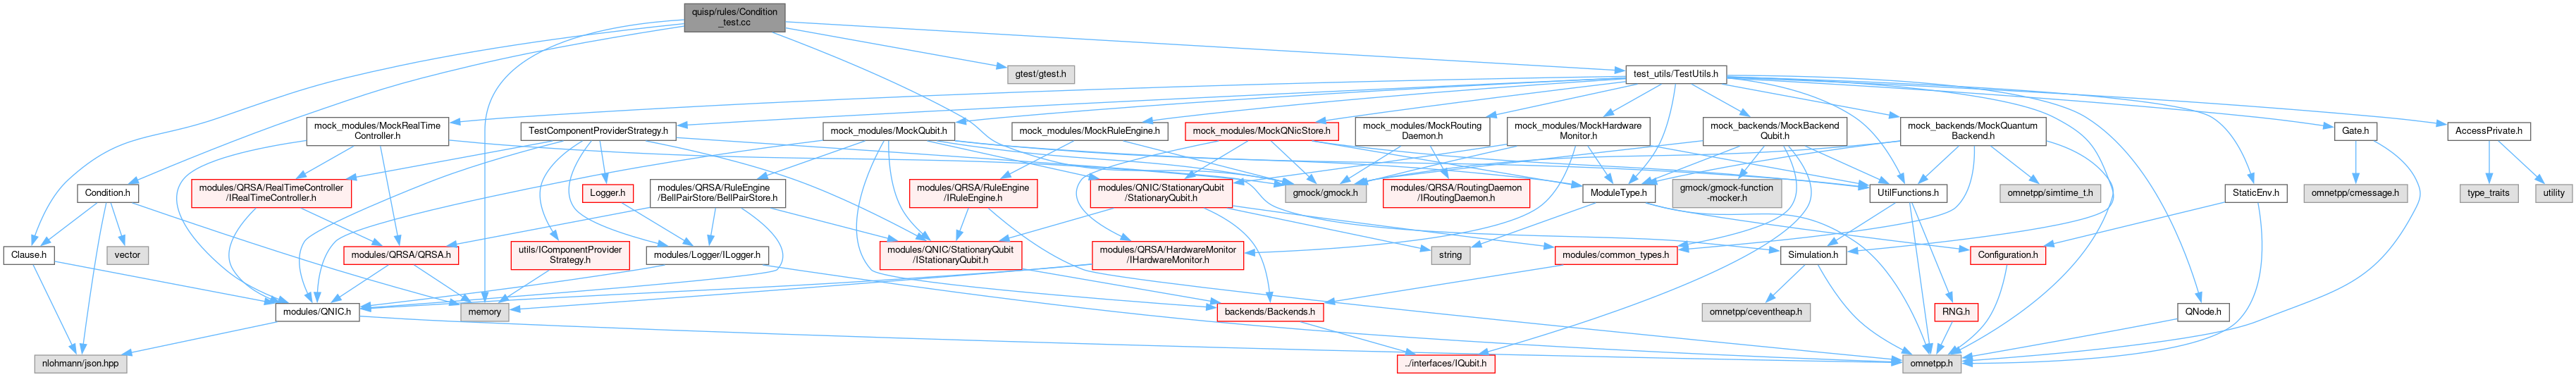 quisp/rules/Condition
_test.cc
gtest/gtest.h
test_utils/TestUtils.h
mock_modules/MockRealTime
Controller.h
TestComponentProviderStrategy.h
mock_modules/MockQubit.h
mock_modules/MockRuleEngine.h
mock_modules/MockQNicStore.h
mock_modules/MockRouting
Daemon.h
mock_modules/MockHardware
Monitor.h
mock_backends/MockBackend
Qubit.h
mock_backends/MockQuantum
Backend.h
Gate.h
AccessPrivate.h
Condition.h
modules/QRSA/RealTimeController
/IRealTimeController.h
Logger.h
modules/QRSA/RuleEngine
/BellPairStore/BellPairStore.h
modules/QRSA/RuleEngine
/IRuleEngine.h
modules/QNIC/StationaryQubit
/StationaryQubit.h
gmock/gmock.h
modules/QRSA/RoutingDaemon
/IRoutingDaemon.h
ModuleType.h
gmock/gmock-function
-mocker.h
UtilFunctions.h
omnetpp/simtime_t.h
StaticEnv.h
omnetpp/cmessage.h
type_traits
utility
Clause.h
vector
modules/QRSA/QRSA.h
utils/IComponentProvider
Strategy.h
modules/Logger/ILogger.h
modules/QNIC/StationaryQubit
/IStationaryQubit.h
modules/QRSA/HardwareMonitor
/IHardwareMonitor.h
string
modules/common_types.h
Simulation.h
Configuration.h
modules/QNIC.h
memory
backends/Backends.h
omnetpp/ceventheap.h
RNG.h
QNode.h
nlohmann/json.hpp
../interfaces/IQubit.h
omnetpp.h